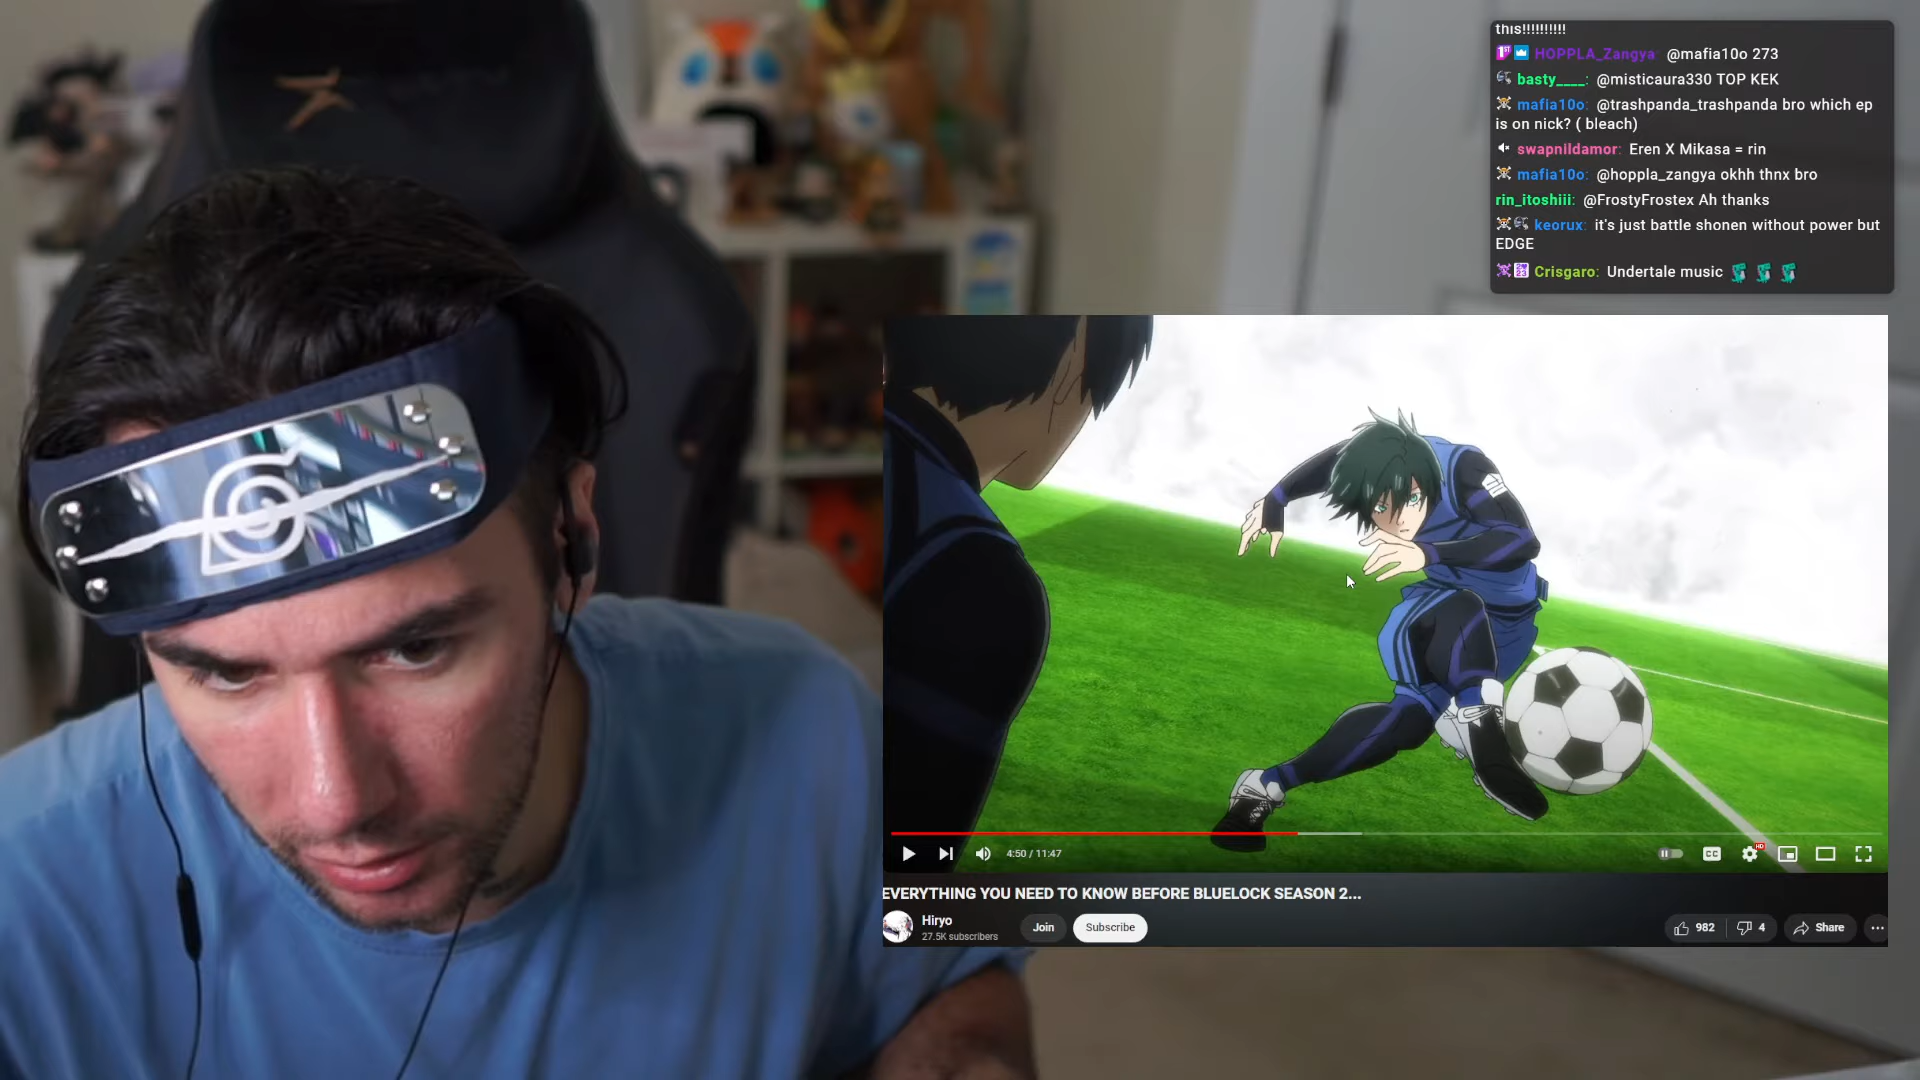 this!!!!!!!!!!
HOPPLA_Zangya: @mafia10o 273
basty____: @misticaura330 TOP KEK
mafia10o: @trashpanda_trashpanda bro which ep
is on nick? ( bleach)
swapnildamor: Eren X Mikasa = rin
mafia10o: @hoppla_zangya okhh thnx bro
rin_itoshiii: @FrostyFrostex Ah thanks
keorux: it's just battle shonen without power but
EDGE
Crisgaro: Undertale music
4:50 / 11:47
CC
HD
EVERYTHING YOU NEED TO KNOW BEFORE BLUELOCK SEASON 2...
Hiryo
27.5K subscribers
Join
Subscribe
982
4
Share